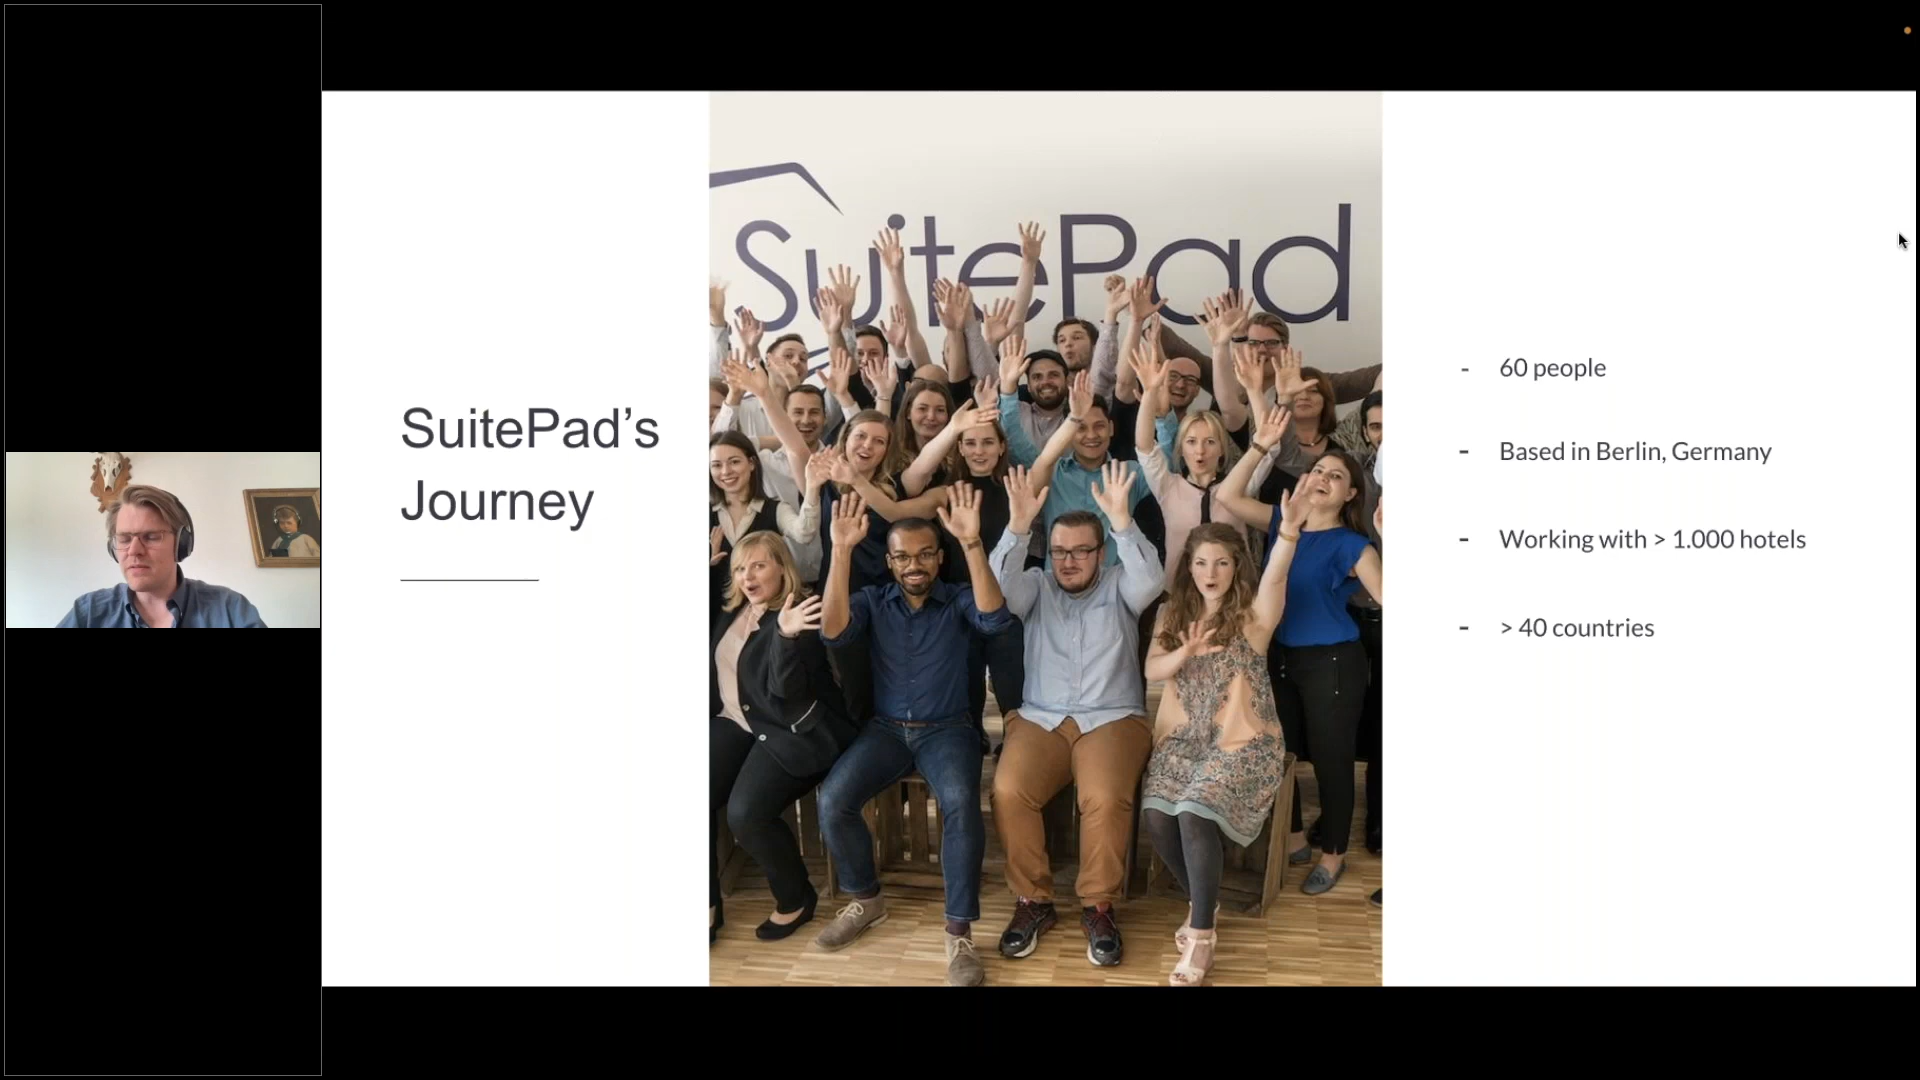 SuitePad
SuitePad's
Journey
- 60 people
- Based in Berlin, Germany
- Working with > 1.000 hotels
- > 40 countries